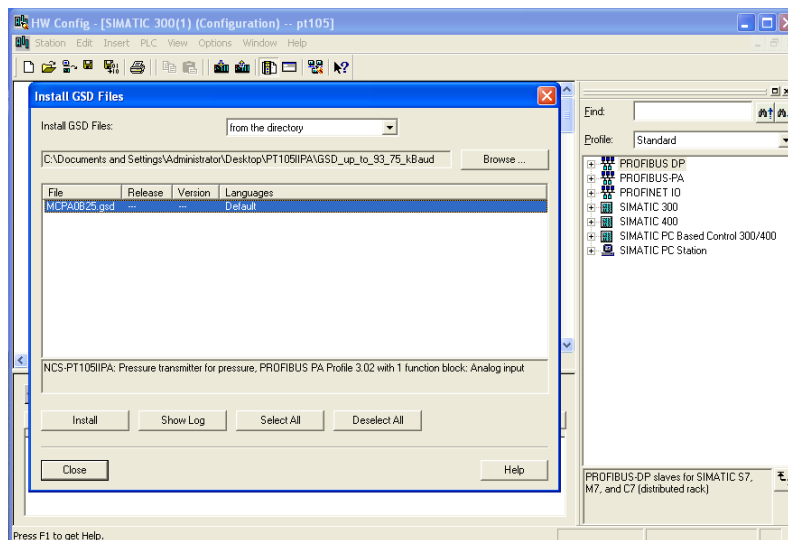 HW Config - [SIMATIC 300(1) (Configuration) -- pt105]
Station Edit Insert PLC View Options Window Help
Install GSD Files
Install GSD Files:
from the directory
C:\Documents and Settings\Administrator\Desktop\PT105IIPA\GSD_up_to_93_75_kBaud
Browse ...
File Release Version Languages
MCPA0B25.gsd --- --- Default
NCS-PT105IIPA: Pressure transmitter for pressure, PROFIBUS PA Profile 3.02 with 1 function block: Analog input
Install Show Log Select All Deselect All
Close Help
Find:
Profile: Standard
PROFIBUS DP
PROFIBUS-PA
PROFINET IO
SIMATIC 300
SIMATIC 400
SIMATIC PC Based Control 300/400
SIMATIC PC Station
PROFIBUS-DP slaves for SIMATIC S7,
M7, and C7 (distributed rack)
Press F1 to get Help.